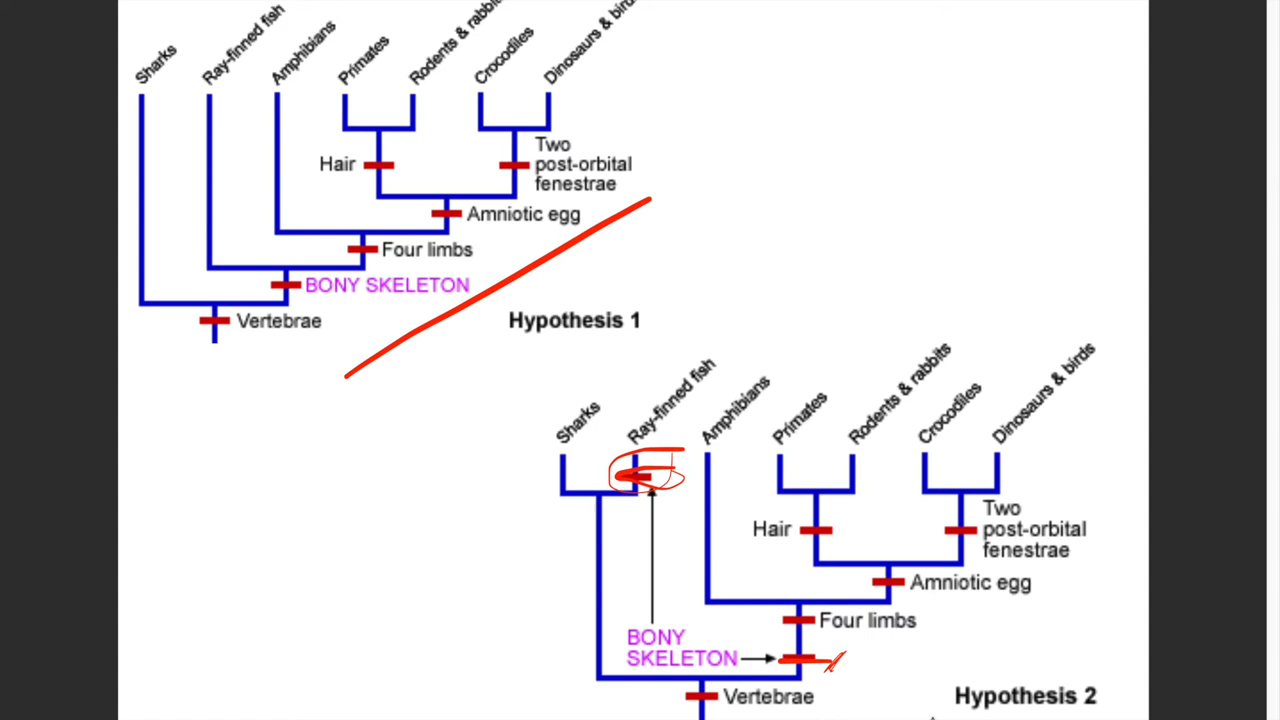 Sharks
Ray-finned fish
Amphibians
Primates
Rodents &
Crocodiles
Dinosaurs &
Hair
Two
post-orbital
fenestrae
Amniotic egg
Four limbs
BONY SKELETON
Vertebrae
Hypothesis 1
Sharks
Ray-finned fish
Amphibians
Primates
Rodents & rabbits
Crocodiles
Dinosaurs & birds
Hair
Two
post-orbital
fenestrae
Amniotic egg
Four limbs
BONY
SKELETON
Vertebrae
Hypothesis 2